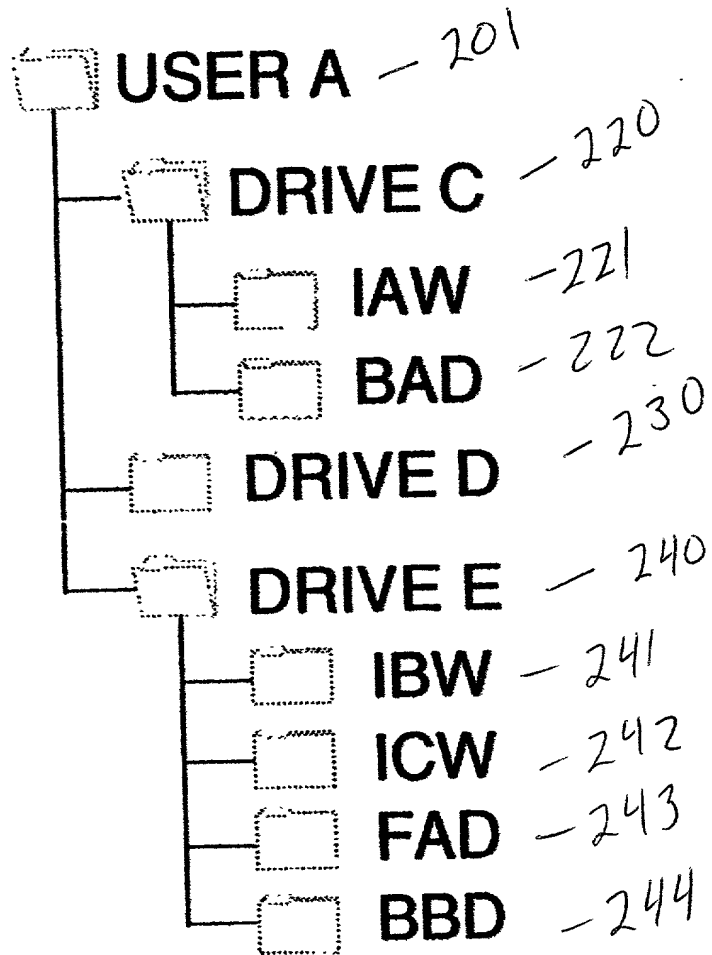 USER A - 201
DRIVE C - 220
IAW - 221
BAD - 222
DRIVE D - 230
DRIVE E - 240
IBW - 241
ICW - 242
FAD - 243
BBD - 244